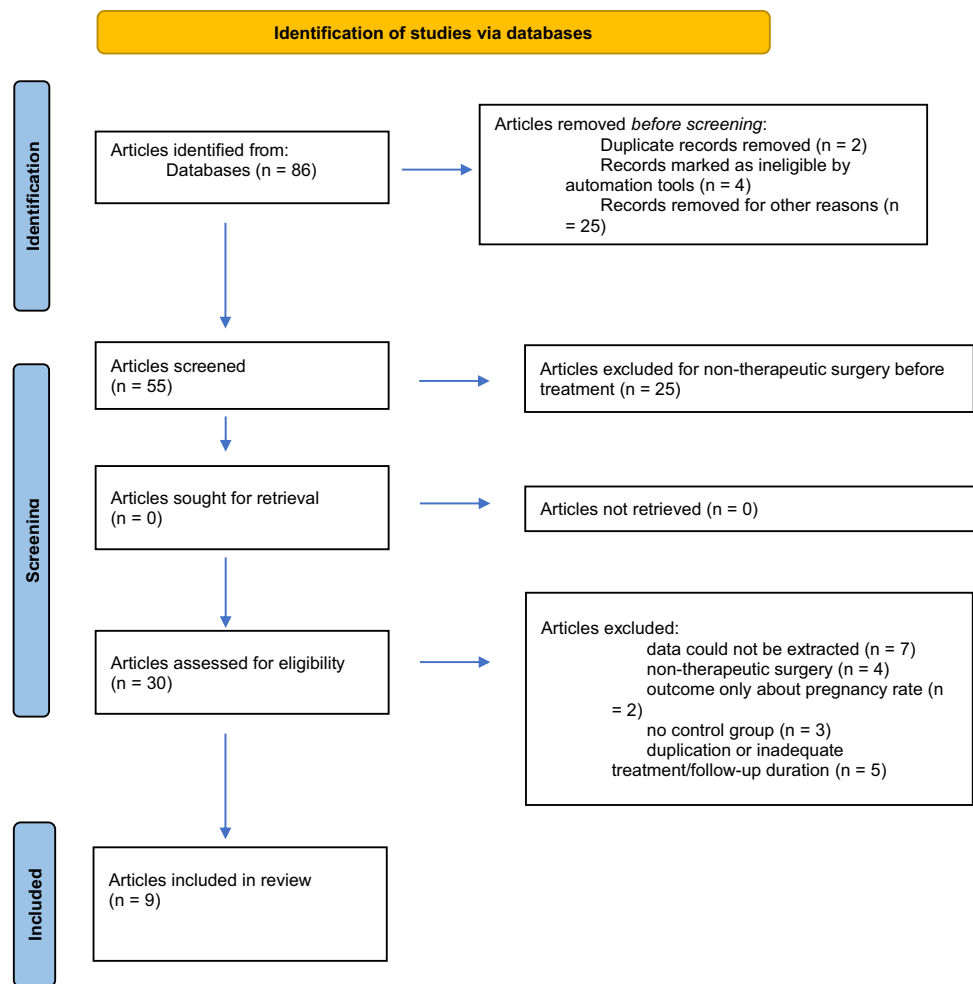 Identification of studies via databases
Identification
Articles identified from:
Databases (n = 86)
Articles removed before screening:
Duplicate records removed (n = 2)
Records marked as ineligible by
automation tools (n = 4)
Records removed for other reasons (n
= 25)
Screening
Articles screened
(n = 55)
Articles excluded for non-therapeutic surgery before
treatment (n = 25)
Articles sought for retrieval
(n = 0)
Articles not retrieved (n = 0)
Articles assessed for eligibility
(n = 30)
Articles excluded:
data could not be extracted (n = 7)
non-therapeutic surgery (n = 4)
outcome only about pregnancy rate (n
= 2)
no control group (n = 3)
duplication or inadequate
treatment/follow-up duration (n = 5)
Included
Articles included in review
(n = 9)